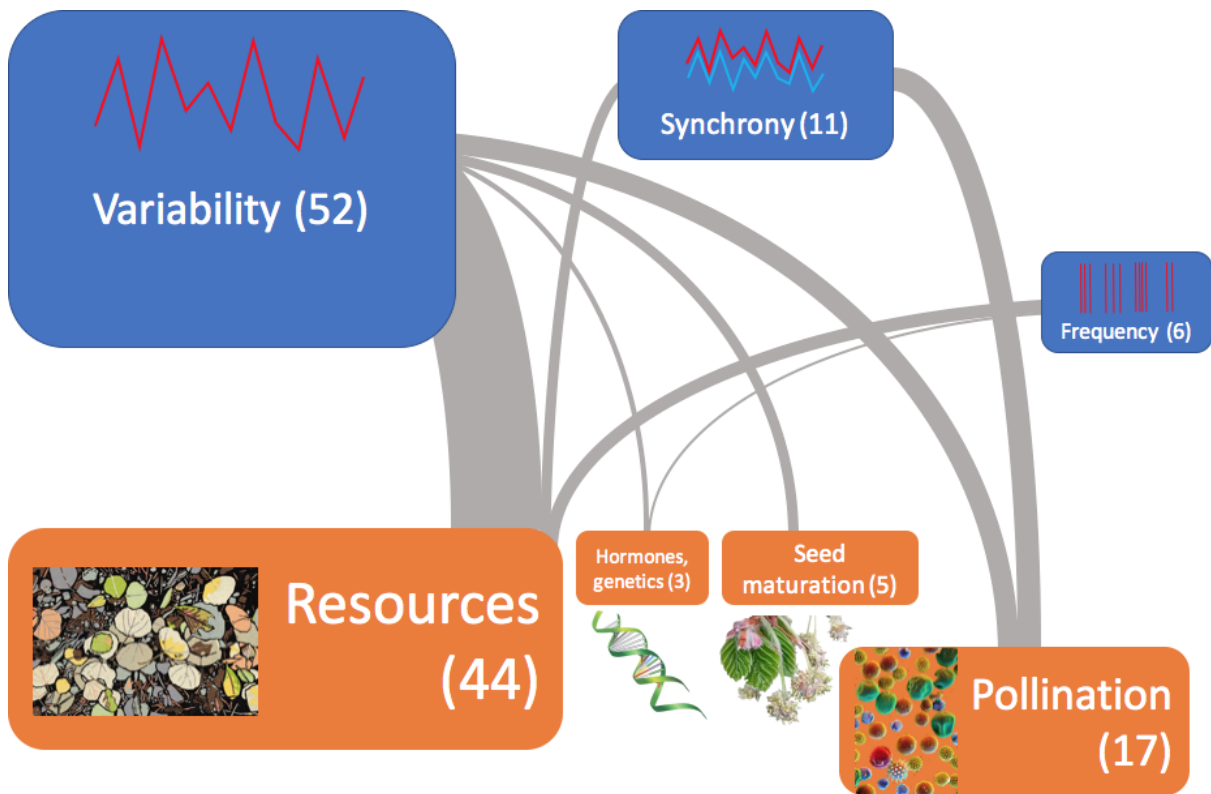 Variability (52)
Synchrony (11)
Frequency (6)
Resources
(44)
Hormones,
genetics (3)
Seed
maturation (5)
Pollination
(17)